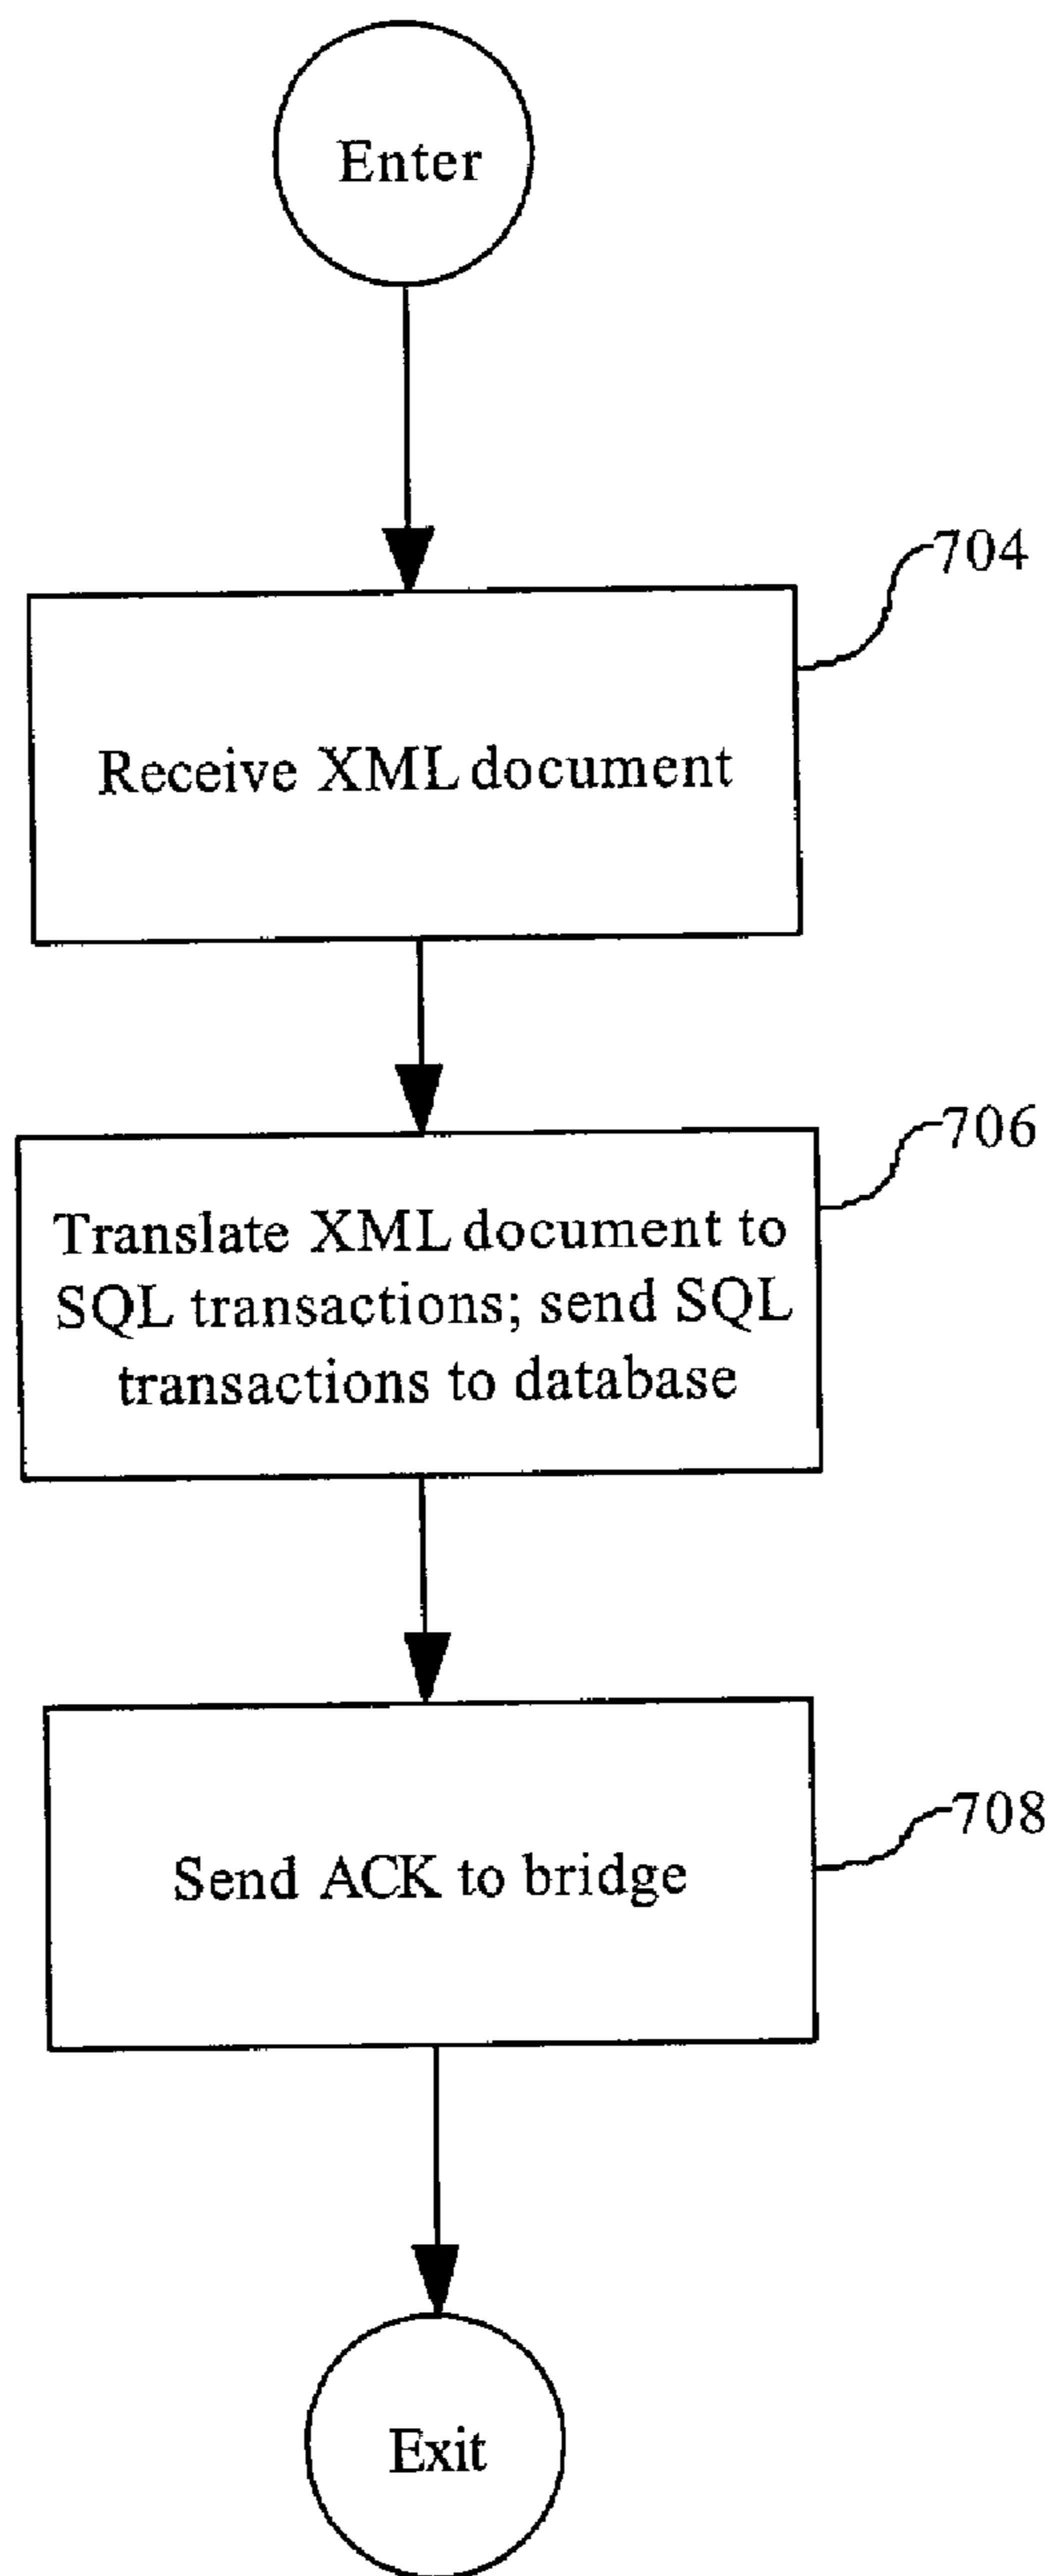 Enter
704
Receive XML document
706
Translate XML document to
SQL transactions; send SQL
transactions to database
708
Send ACK to bridge
Exit